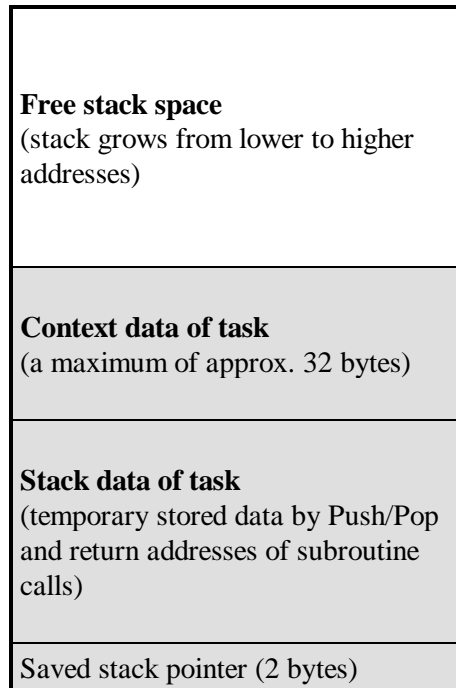 Free stack space
(stack grows from lower to higher
addresses)
Context data of task
(a maximum of approx. 32 bytes)
Stack data of task
(temporary stored data by Push/Pop
and return addresses of subroutine
calls)
Saved stack pointer (2 bytes)